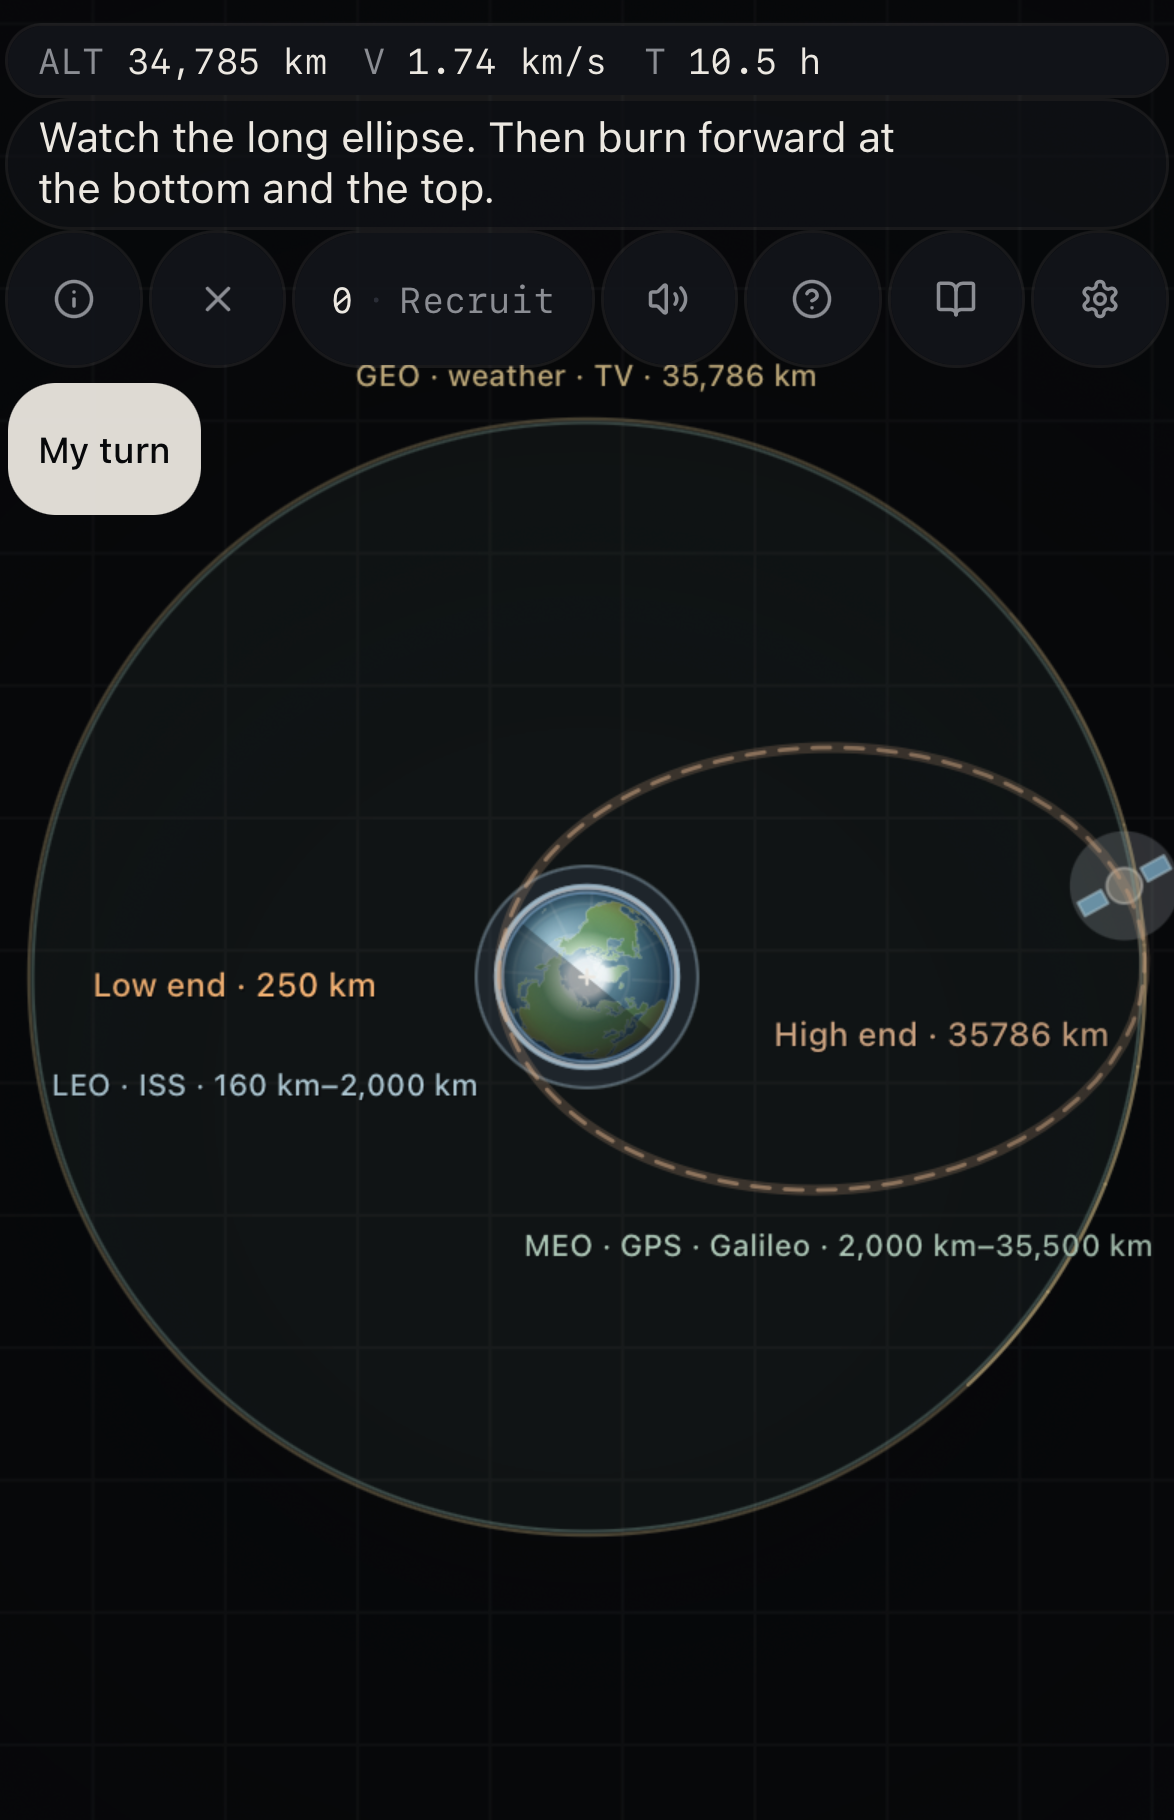 ALT 34,785 km V 1.74 km/s T 10.5 h
Watch the long ellipse. Then burn forward at
the bottom and the top.
0 · Recruit
GEO · weather · TV · 35,786 km
My turn
Low end · 250 km
High end · 35786 km
LEO · ISS · 160 km–2,000 km
MEO · GPS · Galileo · 2,000 km–35,500 km